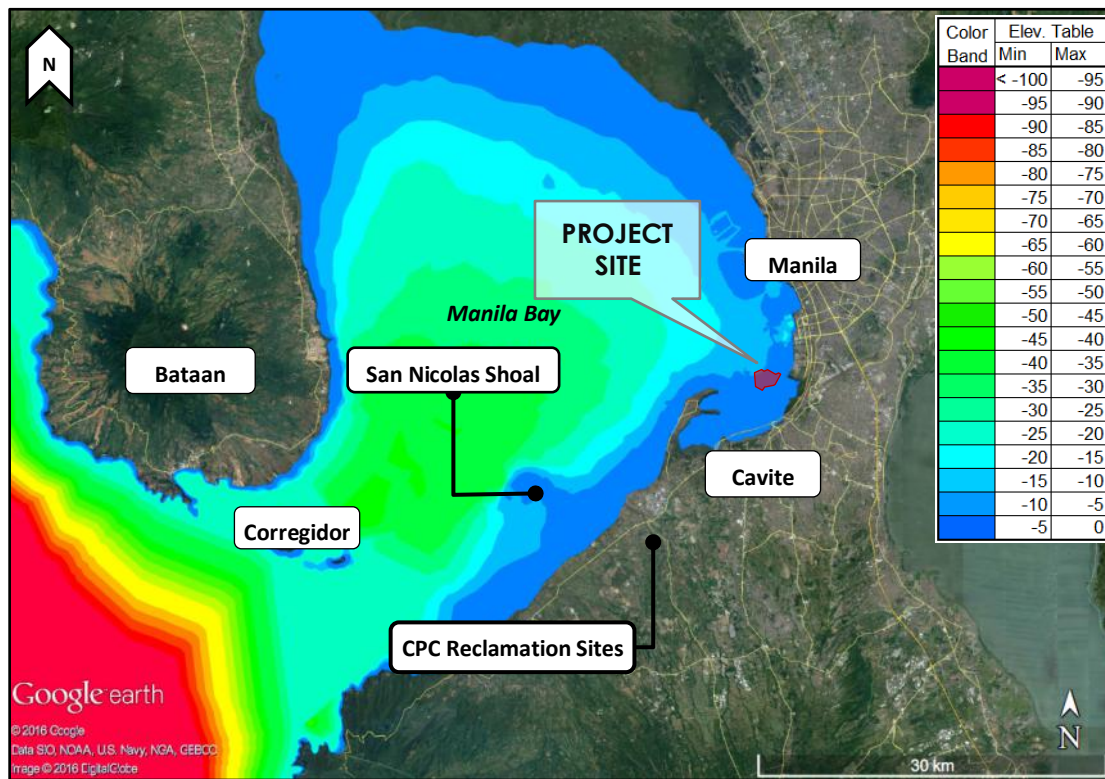 N
Color Band
Elev. Table
Min Max
< -100 -95
-95 -90
-90 -85
-85 -80
-80 -75
-75 -70
-70 -65
-65 -60
-60 -55
-55 -50
-50 -45
-45 -40
-40 -35
-35 -30
-30 -25
-25 -20
-20 -15
-15 -10
-10 -5
-5 0
PROJECT
SITE
Manila
Manila Bay
Bataan
San Nicolas Shoal
Cavite
Corregidor
CPC Reclamation Sites
Google earth
© 2016 Google
Data SIO, NOAA, U.S. Navy, NGA, GEBCO
Image © 2016 DigitalGlobe
N
30 km